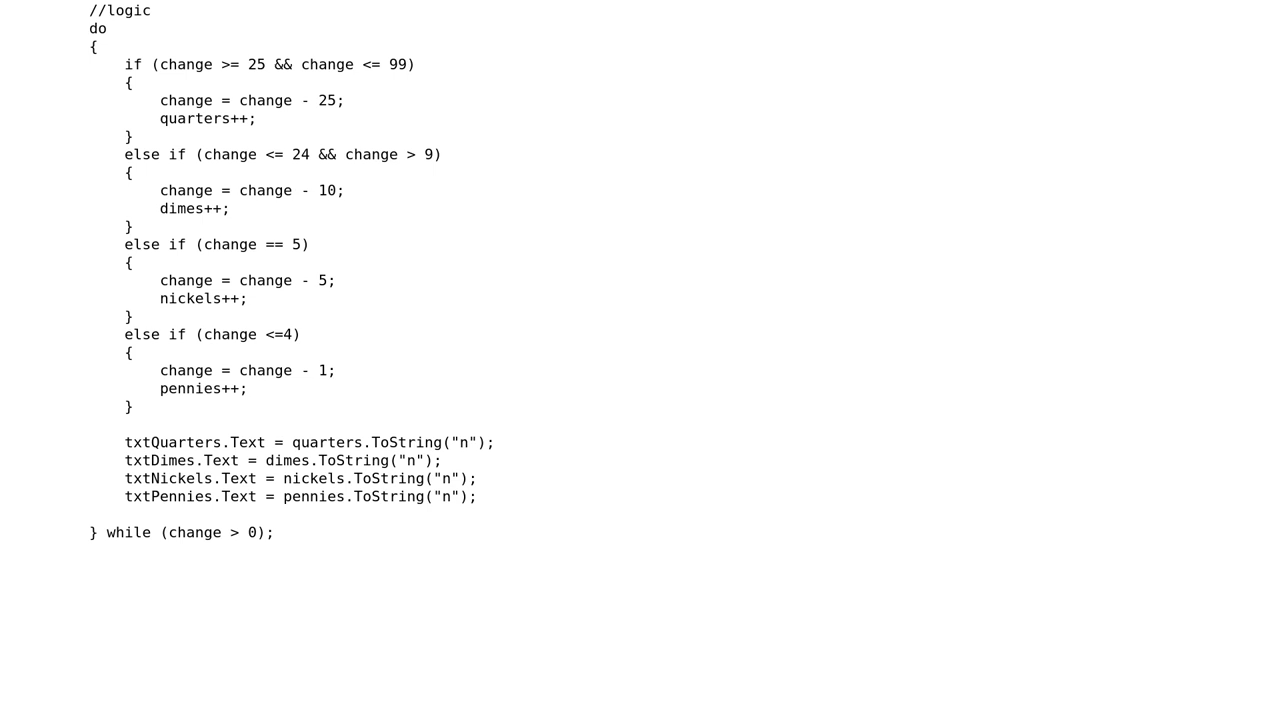 //logic
do
{
    if (change >= 25 && change <= 99)
    {
        change = change - 25;
        quarters++;
    }
    else if (change <= 24 && change > 9)
    {
        change = change - 10;
        dimes++;
    }
    else if (change == 5)
    {
        change = change - 5;
        nickels++;
    }
    else if (change <=4)
    {
        change = change - 1;
        pennies++;
    }

    txtQuarters.Text = quarters.ToString("n");
    txtDimes.Text = dimes.ToString("n");
    txtNickels.Text = nickels.ToString("n");
    txtPennies.Text = pennies.ToString("n");

} while (change > 0);